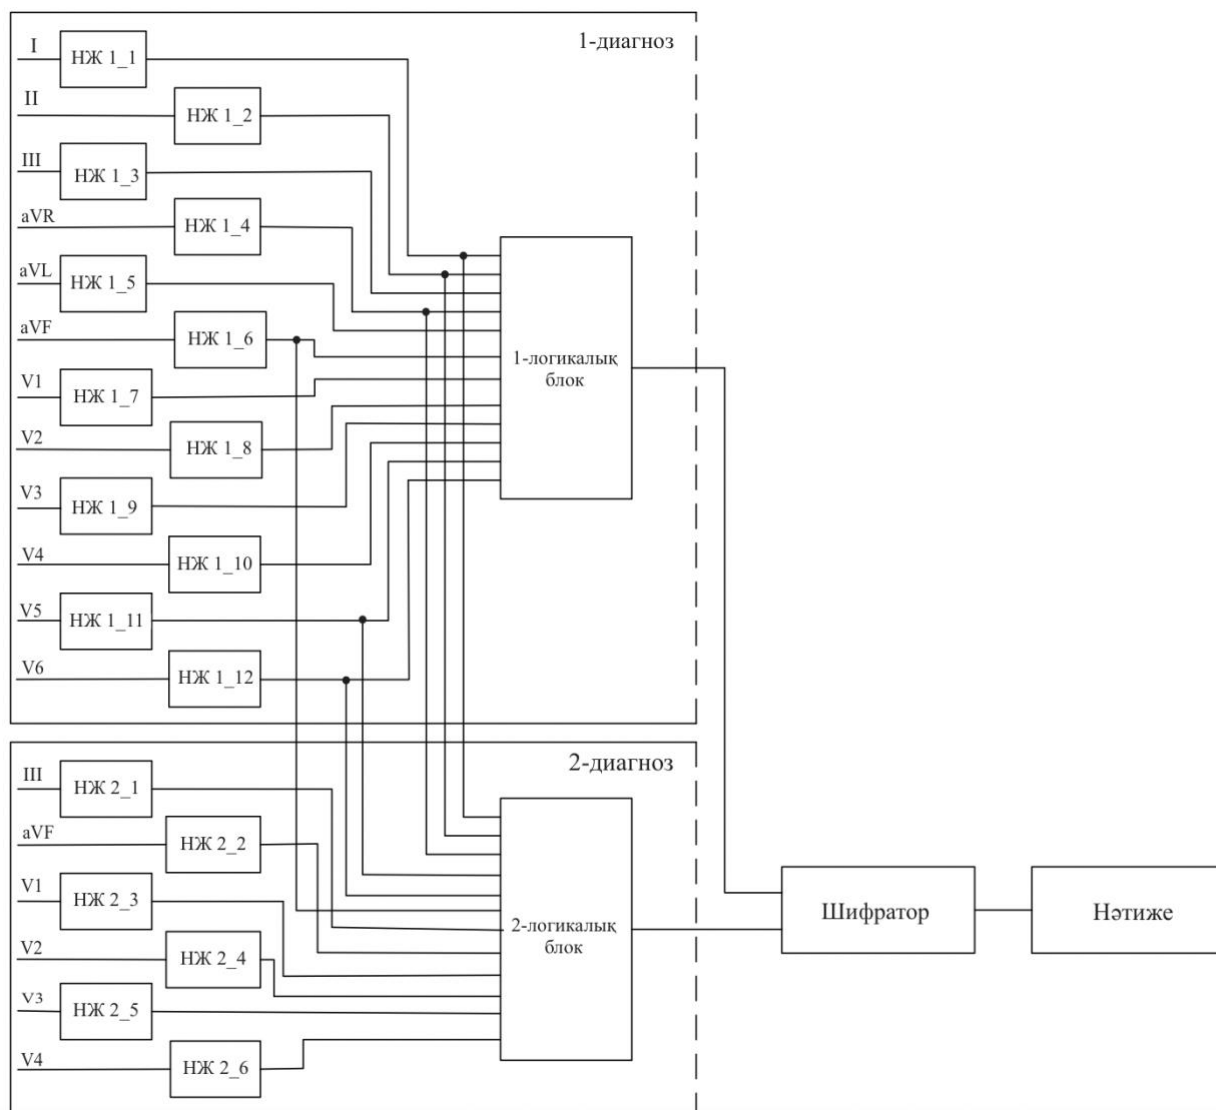 1-диагноз
I
НЖ 1_1
II
НЖ 1_2
III
НЖ 1_3
aVR
НЖ 1_4
aVL
НЖ 1_5
aVF
НЖ 1_6
V1
НЖ 1_7
V2
НЖ 1_8
V3
НЖ 1_9
V4
НЖ 1_10
V5
НЖ 1_11
V6
НЖ 1_12
1-логикалық
блок
2-диагноз
III
НЖ 2_1
aVF
НЖ 2_2
V1
НЖ 2_3
V2
НЖ 2_4
V3
НЖ 2_5
V4
НЖ 2_6
2-логикалық
блок
Шифратор
Нәтиже